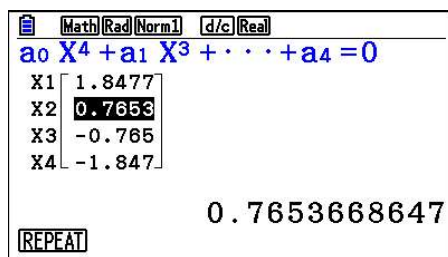 Math Rad Norm1 d/c Real
a₀ X⁴ + a₁ X³ + · · · + a₄ = 0
X1 1.8477
X2 0.7653
X3 -0.765
X4 -1.847
0.7653668647
REPEAT